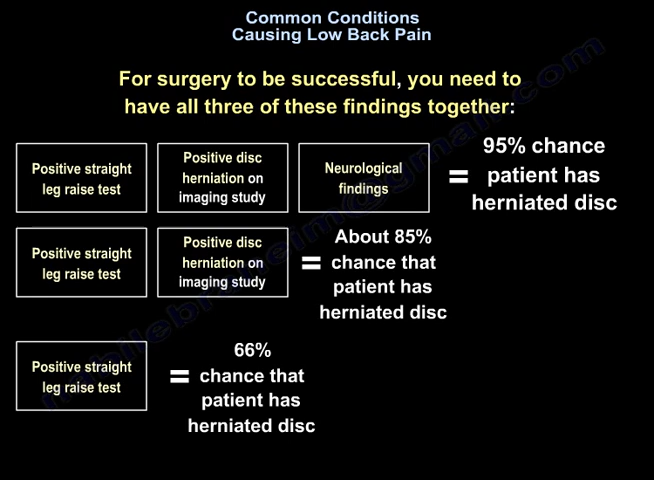 Common Conditions
Causing Low Back Pain
For surgery to be successful, you need to
have all three of these findings together:
Positive straight
leg raise test
Positive disc
herniation on
imaging study
Neurological
findings
=
95% chance
patient has
herniated disc
Positive straight
leg raise test
Positive disc
herniation on
imaging study
=
About 85%
chance that
patient has
herniated disc
Positive straight
leg raise test
=
66%
chance that
patient has
herniated disc